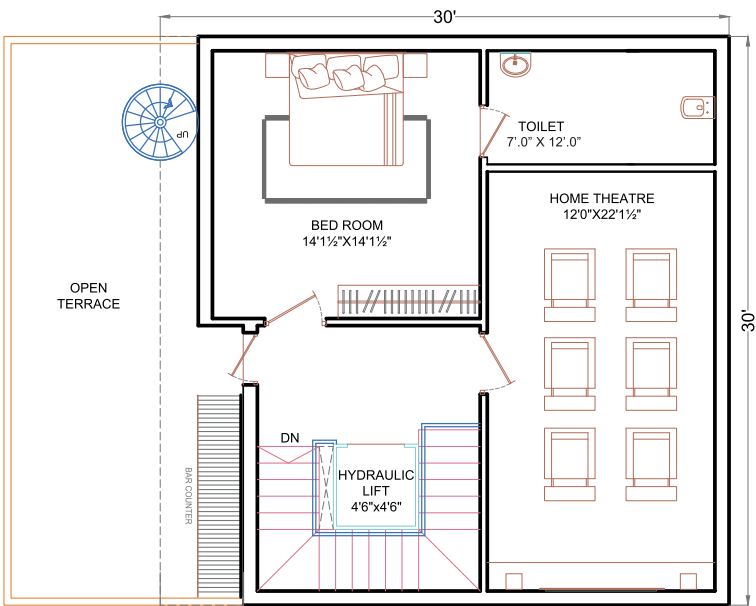 30'
UP
TOILET
7'.0" X 12'.0"
HOME THEATRE
12'0"X22'1½"
BED ROOM
14'1½"X14'1½"
OPEN
TERRACE
30'
DN
HYDRAULIC
LIFT
4'6"x4'6"
BAR COUNTER